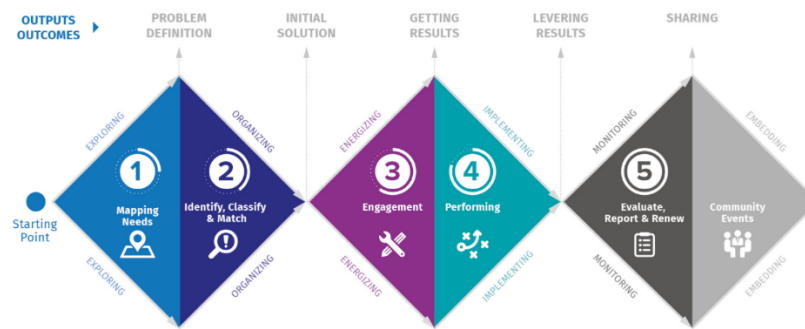 OUTPUTS
OUTCOMES
PROBLEM
DEFINITION
INITIAL
SOLUTION
GETTING
RESULTS
LEVERING
RESULTS
SHARING
EXPLORING
ORGANIZING
ENERGIZING
IMPLEMENTING
MONITORING
EMBEDDING
Starting
Point
1
Mapping
Needs
2
Identify, Classify
& Match
3
Engagement
4
Performing
5
Evaluate,
Report & Renew
Community
Events
EXPLORING
ORGANIZING
ENERGIZING
IMPLEMENTING
MONITORING
EMBEDDING